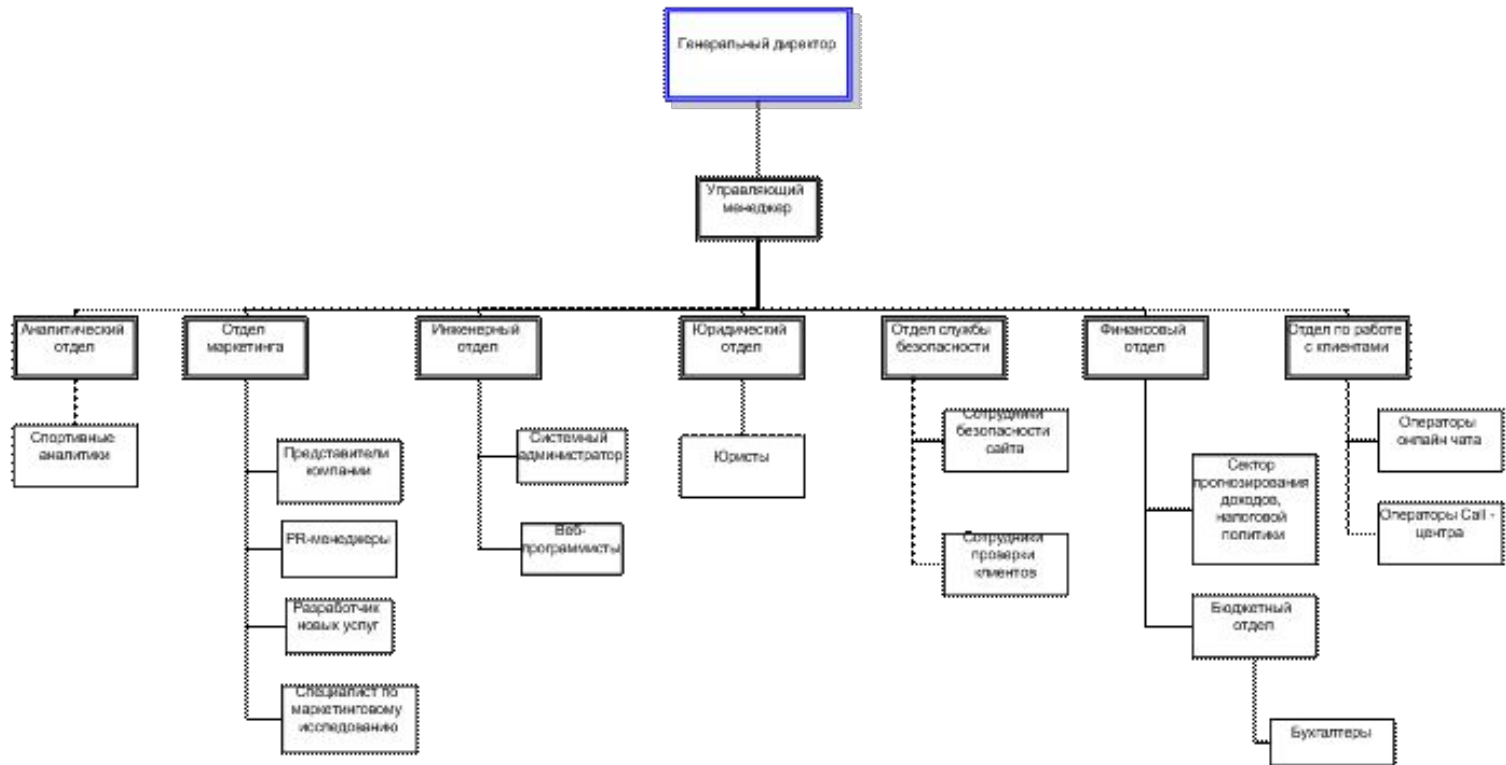 Генеральный директор
Управляющий
менеджер
Аналитический
отдел
Отдел
маркетинга
Инженерный
отдел
Юридический
отдел
Отдел службы
безопасности
Финансовый
отдел
Отдел по работе
с клиентами
Спортивные
аналитики
Представители
компании
PR-менеджеры
Разработчик
новых услуг
Специалист по
маркетинговому
исследованию
Системный
администратор
Веб-
программисты
Юристы
Сотрудники
безопасности
сайта
Сотрудники
проверки
клиентов
Сектор
прогнозирования
доходов,
налоговой
политики
Бюджетный
отдел
Бухгалтеры
Операторы
онлайн чата
Операторы Call -
центра